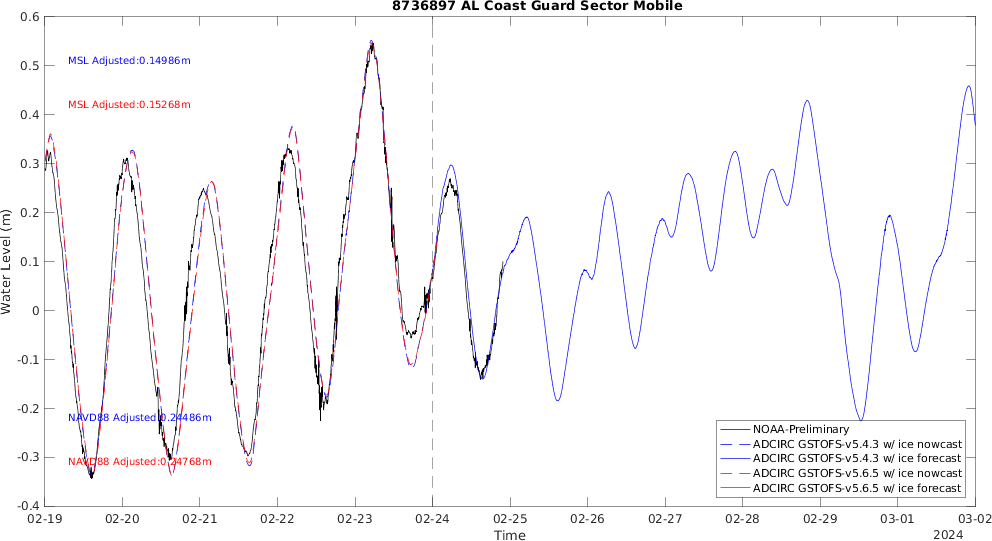 8736897 AL Coast Guard Sector Mobile
0.6
0.5
0.4
0.3
0.2
0.1
0
-0.1
-0.2
-0.3
-0.4
Water Level (m)
MSL Adjusted:0.14986m
MSL Adjusted:0.15268m
NAVD88 Adjusted:0.24486m
NAVD88 Adjusted:0.24768m
NOAA-Preliminary
ADCIRC GSTOFS-v5.4.3 w/ ice nowcast
ADCIRC GSTOFS-v5.4.3 w/ ice forecast
ADCIRC GSTOFS-v5.6.5 w/ ice nowcast
ADCIRC GSTOFS-v5.6.5 w/ ice forecast
02-19 02-20 02-21 02-22 02-23 02-24 02-25 02-26 02-27 02-28 02-29 03-01 03-02
Time
2024